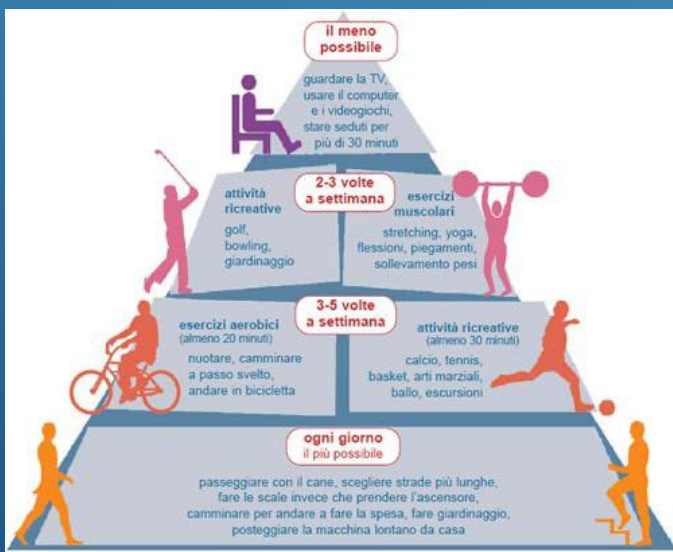 il meno
possibile
guardare la TV,
usare il computer
e i videogiochi,
stare seduti per
più di 30 minuti
2-3 volte
a settimana
attività
ricreative
golf,
bowling,
giardinaggio
esercizi
muscolari
stretching, yoga,
flessioni, piegamenti,
sollevamento pesi
3-5 volte
a settimana
esercizi aerobici
(almeno 20 minuti)
nuotare, camminare
a passo svelto,
andare in bicicletta
attività ricreative
(almeno 30 minuti)
calcio, tennis,
basket, arti marziali,
ballo, escursioni
ogni giorno
il più possibile
passeggiare con il cane, scegliere strade più lunghe,
fare le scale invece che prendere l'ascensore,
camminare per andare a fare la spesa, fare giardinaggio,
posteggiare la macchina lontano da casa